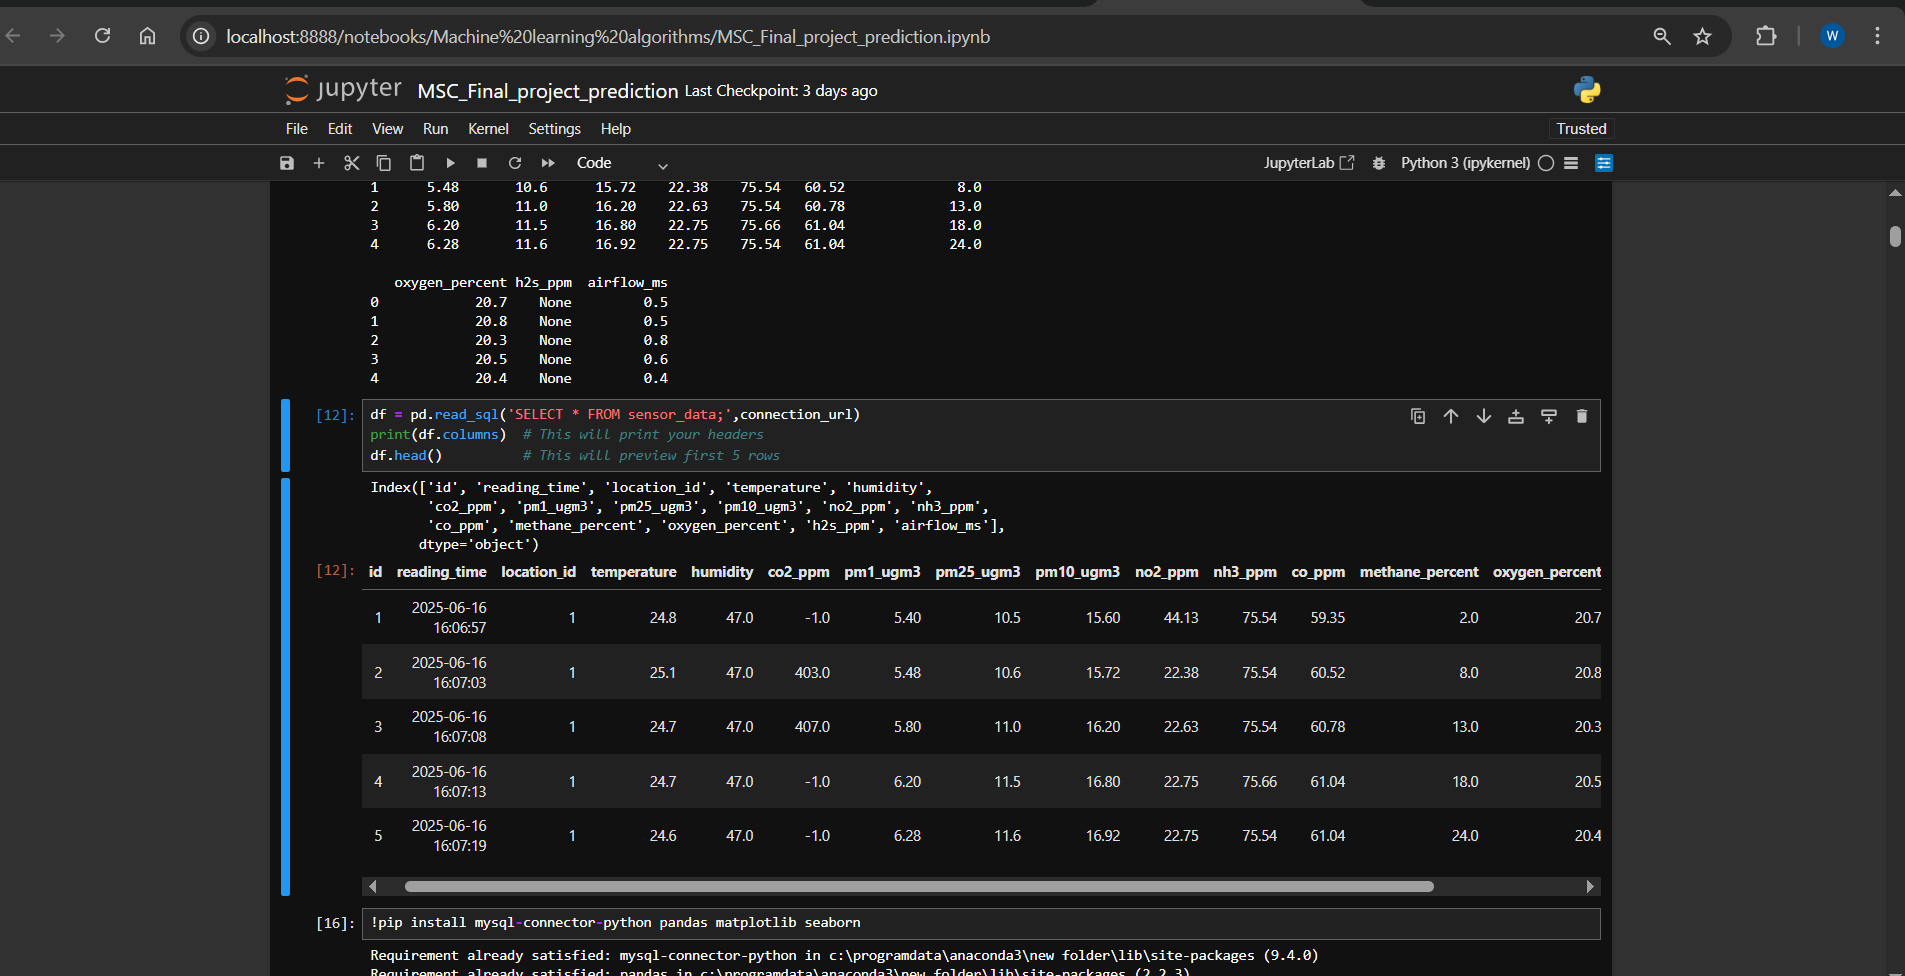 localhost:8888/notebooks/Machine%20learning%20algorithms/MSC_Final_project_prediction.ipynb
W
jupyter MSC_Final_project_prediction Last Checkpoint: 3 days ago
File Edit View Run Kernel Settings Help
Trusted
Code
JupyterLab
Python 3 (ipykernel)
1 5.48 10.6 15.72 22.38 75.54 60.52 8.0
2 5.80 11.0 16.20 22.63 75.54 60.78 13.0
3 6.20 11.5 16.80 22.75 75.66 61.04 18.0
4 6.28 11.6 16.92 22.75 75.54 61.04 24.0
oxygen_percent h2s_ppm airflow_ms
0 20.7 None 0.5
1 20.8 None 0.5
2 20.3 None 0.8
3 20.5 None 0.6
4 20.4 None 0.4
[12]: df = pd.read_sql('SELECT * FROM sensor_data;',connection_url)
print(df.columns) # This will print your headers
df.head() # This will preview first 5 rows
Index(['id', 'reading_time', 'location_id', 'temperature', 'humidity',
'co2_ppm', 'pm1_ugm3', 'pm25_ugm3', 'pm10_ugm3', 'no2_ppm', 'nh3_ppm',
'co_ppm', 'methane_percent', 'oxygen_percent', 'h2s_ppm', 'airflow_ms'],
dtype='object')
[12]: id reading_time location_id temperature humidity co2_ppm pm1_ugm3 pm25_ugm3 pm10_ugm3 no2_ppm nh3_ppm co_ppm methane_percent oxygen_percent
1 2025-06-16 16:06:57 1 24.8 47.0 -1.0 5.40 10.5 15.60 44.13 75.54 59.35 2.0 20.7
2 2025-06-16 16:07:03 1 25.1 47.0 403.0 5.48 10.6 15.72 22.38 75.54 60.52 8.0 20.8
3 2025-06-16 16:07:08 1 24.7 47.0 407.0 5.80 11.0 16.20 22.63 75.54 60.78 13.0 20.3
4 2025-06-16 16:07:13 1 24.7 47.0 -1.0 6.20 11.5 16.80 22.75 75.66 61.04 18.0 20.5
5 2025-06-16 16:07:19 1 24.6 47.0 -1.0 6.28 11.6 16.92 22.75 75.54 61.04 24.0 20.4
[16]: !pip install mysql-connector-python pandas matplotlib seaborn
Requirement already satisfied: mysql-connector-python in c:\programdata\anaconda3\new folder\lib\site-packages (9.4.0)
Requirement already satisfied: pandas in c:\programdata\anaconda3\new folder\lib\site-packages (2.2.3)